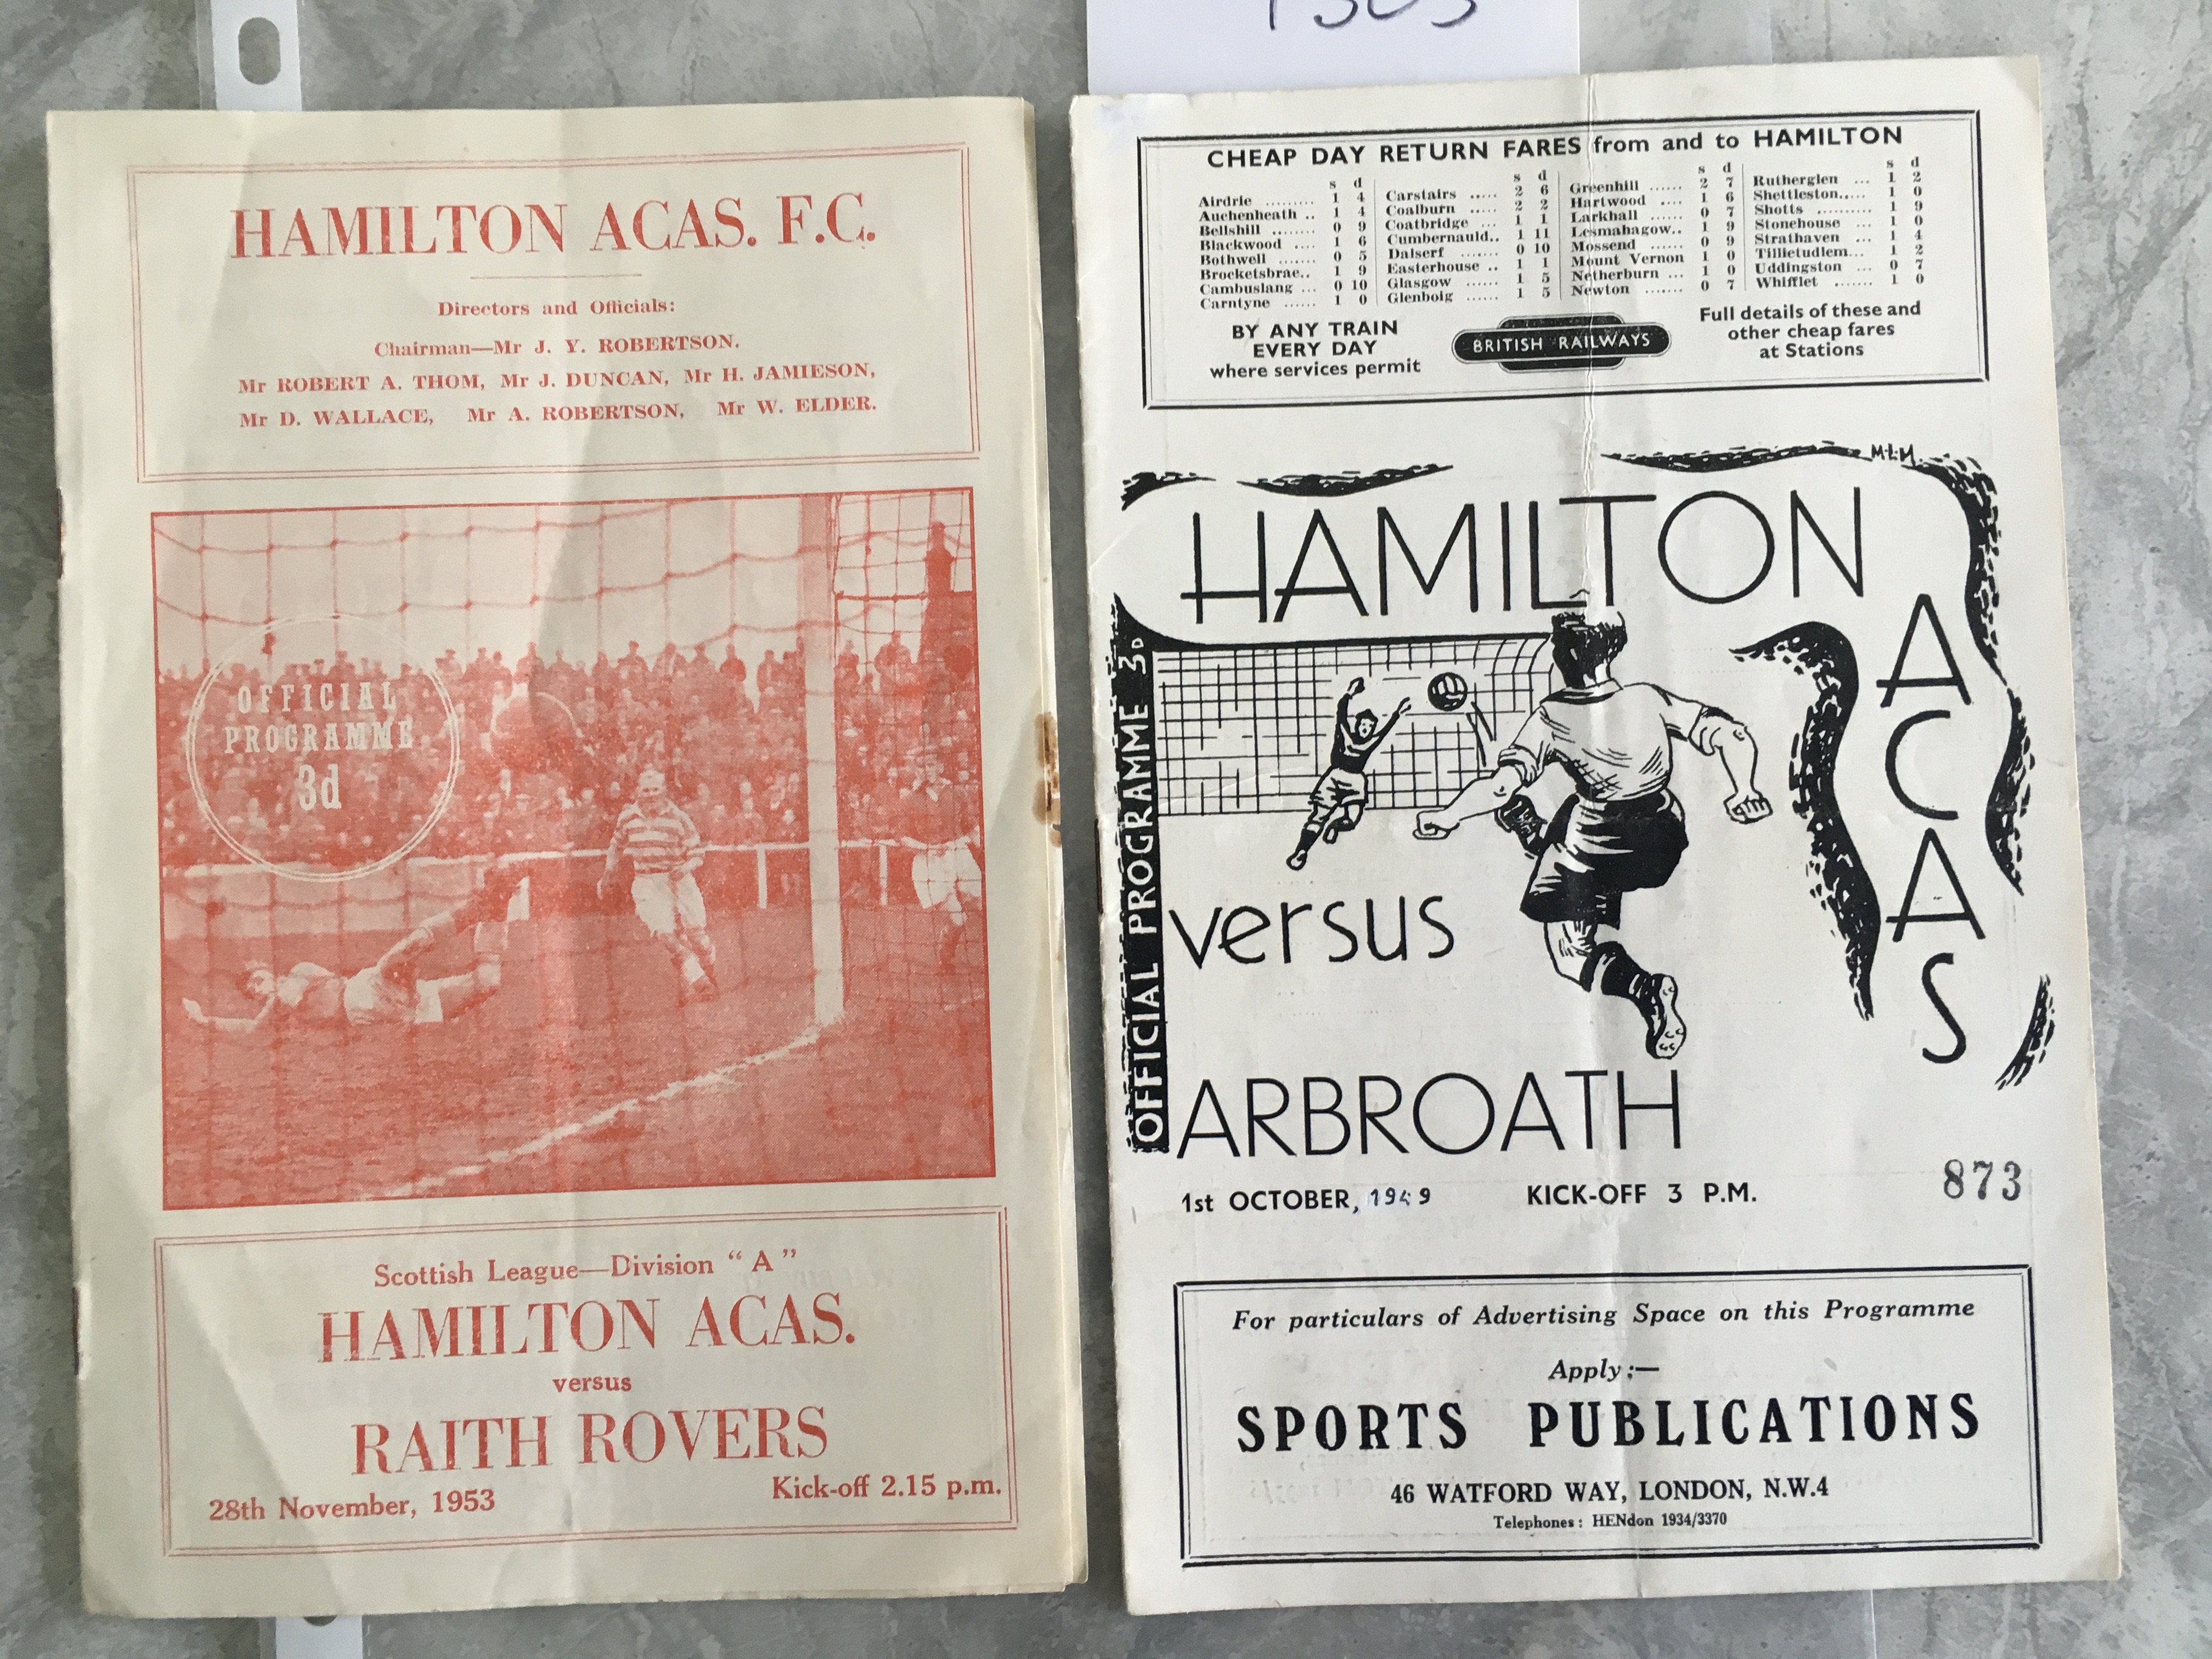 HAMILTON ACAS. F.C.
Directors and Officials:
Chairman—Mr J. Y. ROBERTSON.
Mr ROBERT A. THOM, Mr J. DUNCAN, Mr H. JAMIESON,
Mr D. WALLACE, Mr A. ROBERTSON, Mr W. ELDER.
OFFICIAL
PROGRAMME
3d
Scottish League—Division “A”
HAMILTON ACAS.
versus
RAITH ROVERS
28th November, 1953 Kick-off 2.15 p.m.
CHEAP DAY RETURN FARES from and to HAMILTON
s d
Airdrie ......... 1 4
Auchenheath .. 1 4
Bellshill ........ 0 9
Blackwood .... 1 6
Bothwell ....... 0 5
Brocketsbrae.. 1 9
Cambuslang ... 0 10
Carntyne ...... 1 0
s d
Carstairs ..... 2 6
Coalburn ..... 2 2
Coatbridge ... 1 1
Cumbernauld.. 1 11
Dalserf ....... 0 10
Easterhouse .. 1 1
Glasgow ...... 1 5
Glenboig ...... 1 5
s d
Greenhill ...... 2 7
Hartwood .... 1 6
Larkhall ...... 0 7
Lesmahagow.. 1 9
Mossend ...... 0 9
Mount Vernon 1 0
Netherburn ... 1 0
Newton ....... 0 7
s d
Rutherglen ... 1 2
Shettleston..... 1 0
Shotts .......... 1 9
Stonehouse ... 1 0
Strathaven ... 1 4
Tillietudlem... 1 2
Uddingston ... 0 7
Whifflet ....... 1 0
BY ANY TRAIN
EVERY DAY
where services permit
BRITISH RAILWAYS
Full details of these and
other cheap fares
at Stations
M.L.M.
HAMILTON
ACAS
OFFICIAL PROGRAMME 3D
versus
ARBROATH
1st OCTOBER, 1949 KICK-OFF 3 P.M.
873
For particulars of Advertising Space on this Programme
Apply :—
SPORTS PUBLICATIONS
46 WATFORD WAY, LONDON, N.W.4
Telephones : HENdon 1934/3370